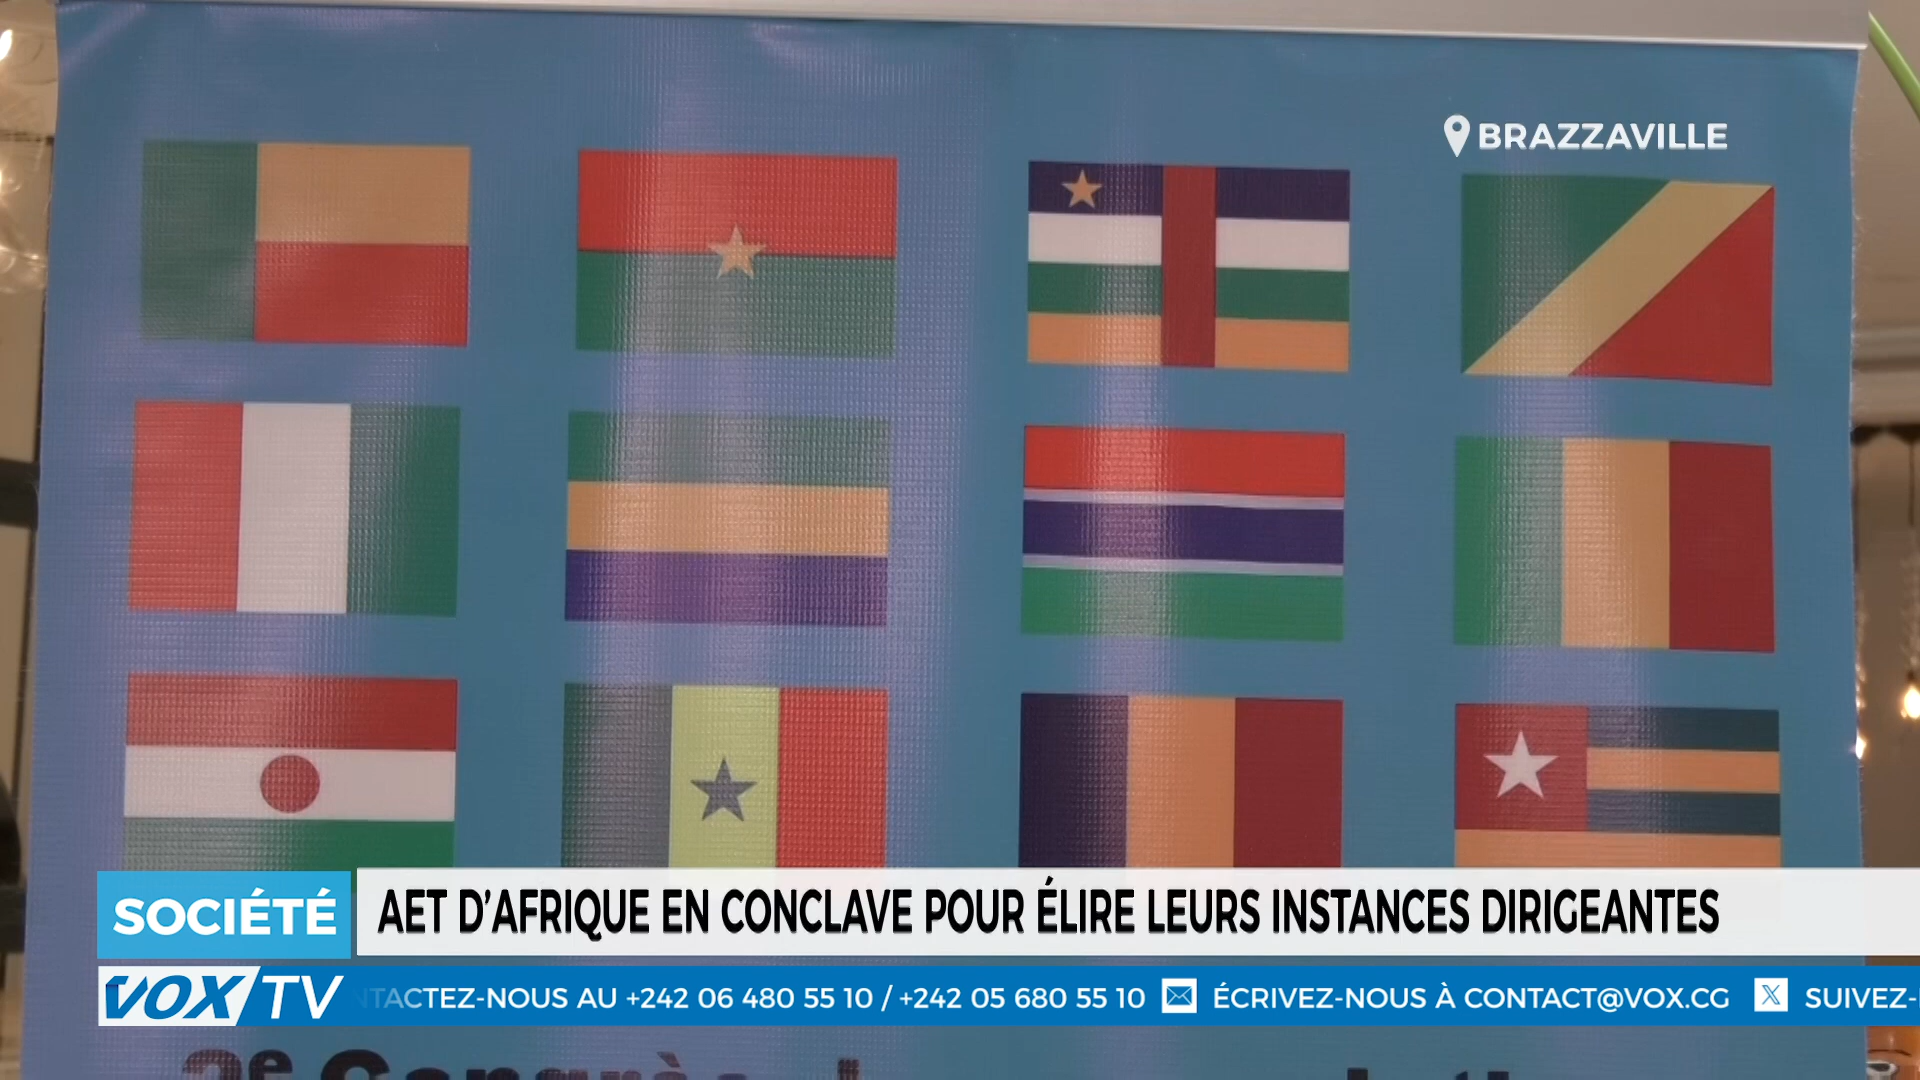 BRAZZAVILLE
SOCIÉTÉ
AET D'AFRIQUE EN CONCLAVE POUR ÉLIRE LEURS INSTANCES DIRIGEANTES
VOX TV
NTACTEZ-NOUS AU +242 06 480 55 10 / +242 05 680 55 10 ÉCRIVEZ-NOUS À CONTACT@VOX.CG SUIVEZ-